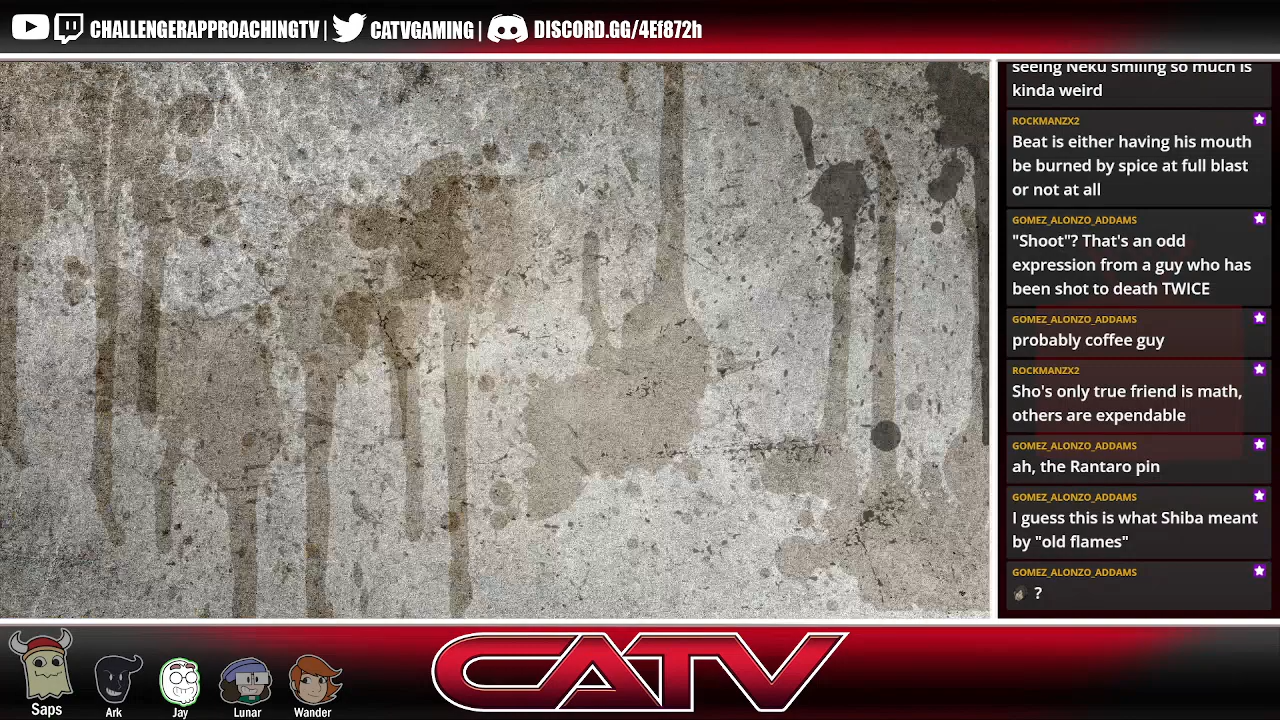 CHALLENGERAPPROACHINGTV | CATVGAMING | DISCORD.GG/4Ef872h
seeing Neku smiling so much is
kinda weird
ROCKMANZX2
Beat is either having his mouth
be burned by spice at full blast
or not at all
GOMEZ_ALONZO_ADDAMS
"Shoot"? That's an odd
expression from a guy who has
been shot to death TWICE
GOMEZ_ALONZO_ADDAMS
probably coffee guy
ROCKMANZX2
Sho's only true friend is math,
others are expendable
GOMEZ_ALONZO_ADDAMS
ah, the Rantaro pin
GOMEZ_ALONZO_ADDAMS
I guess this is what Shiba meant
by "old flames"
GOMEZ_ALONZO_ADDAMS
?
Saps
Ark
Jay
Lunar
Wander
CATV